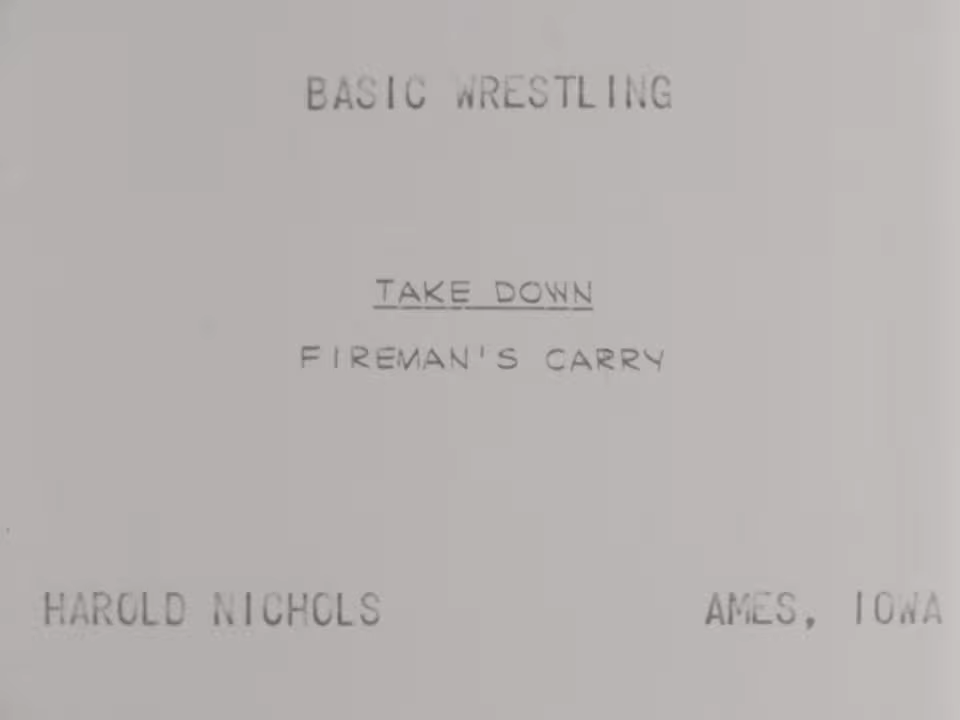 BASIC WRESTLING
TAKE DOWN
FIREMAN'S CARRY
HAROLD NICHOLS
AMES, IOWA